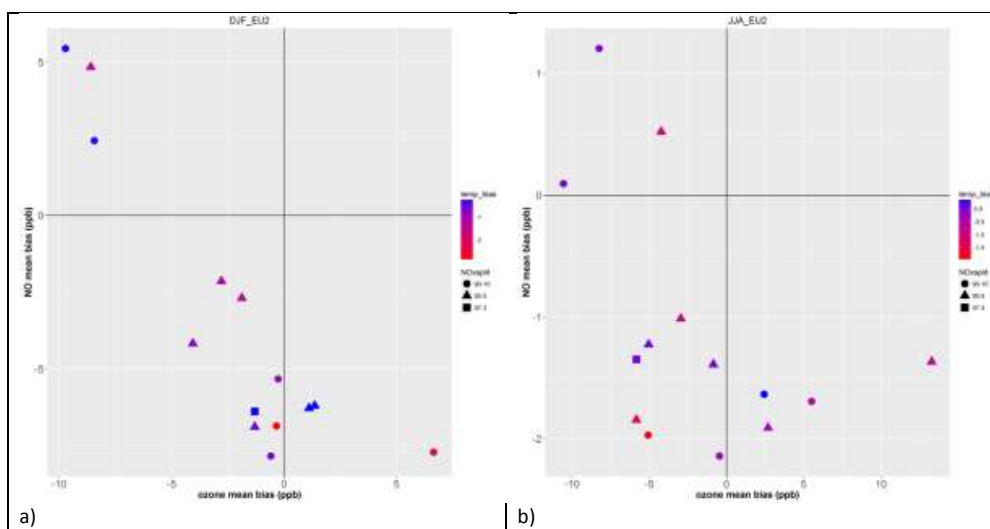 DJF_EU2
5
0
-5
-10
-5
0
5
NO mean bias (ppb)
ozone mean bias (ppb)
temp_bias
NOxsplit
a)
JJA_EU2
1
0
-1
-2
-10
-5
0
5
10
NO mean bias (ppb)
ozone mean bias (ppb)
temp_bias
NOxsplit
b)